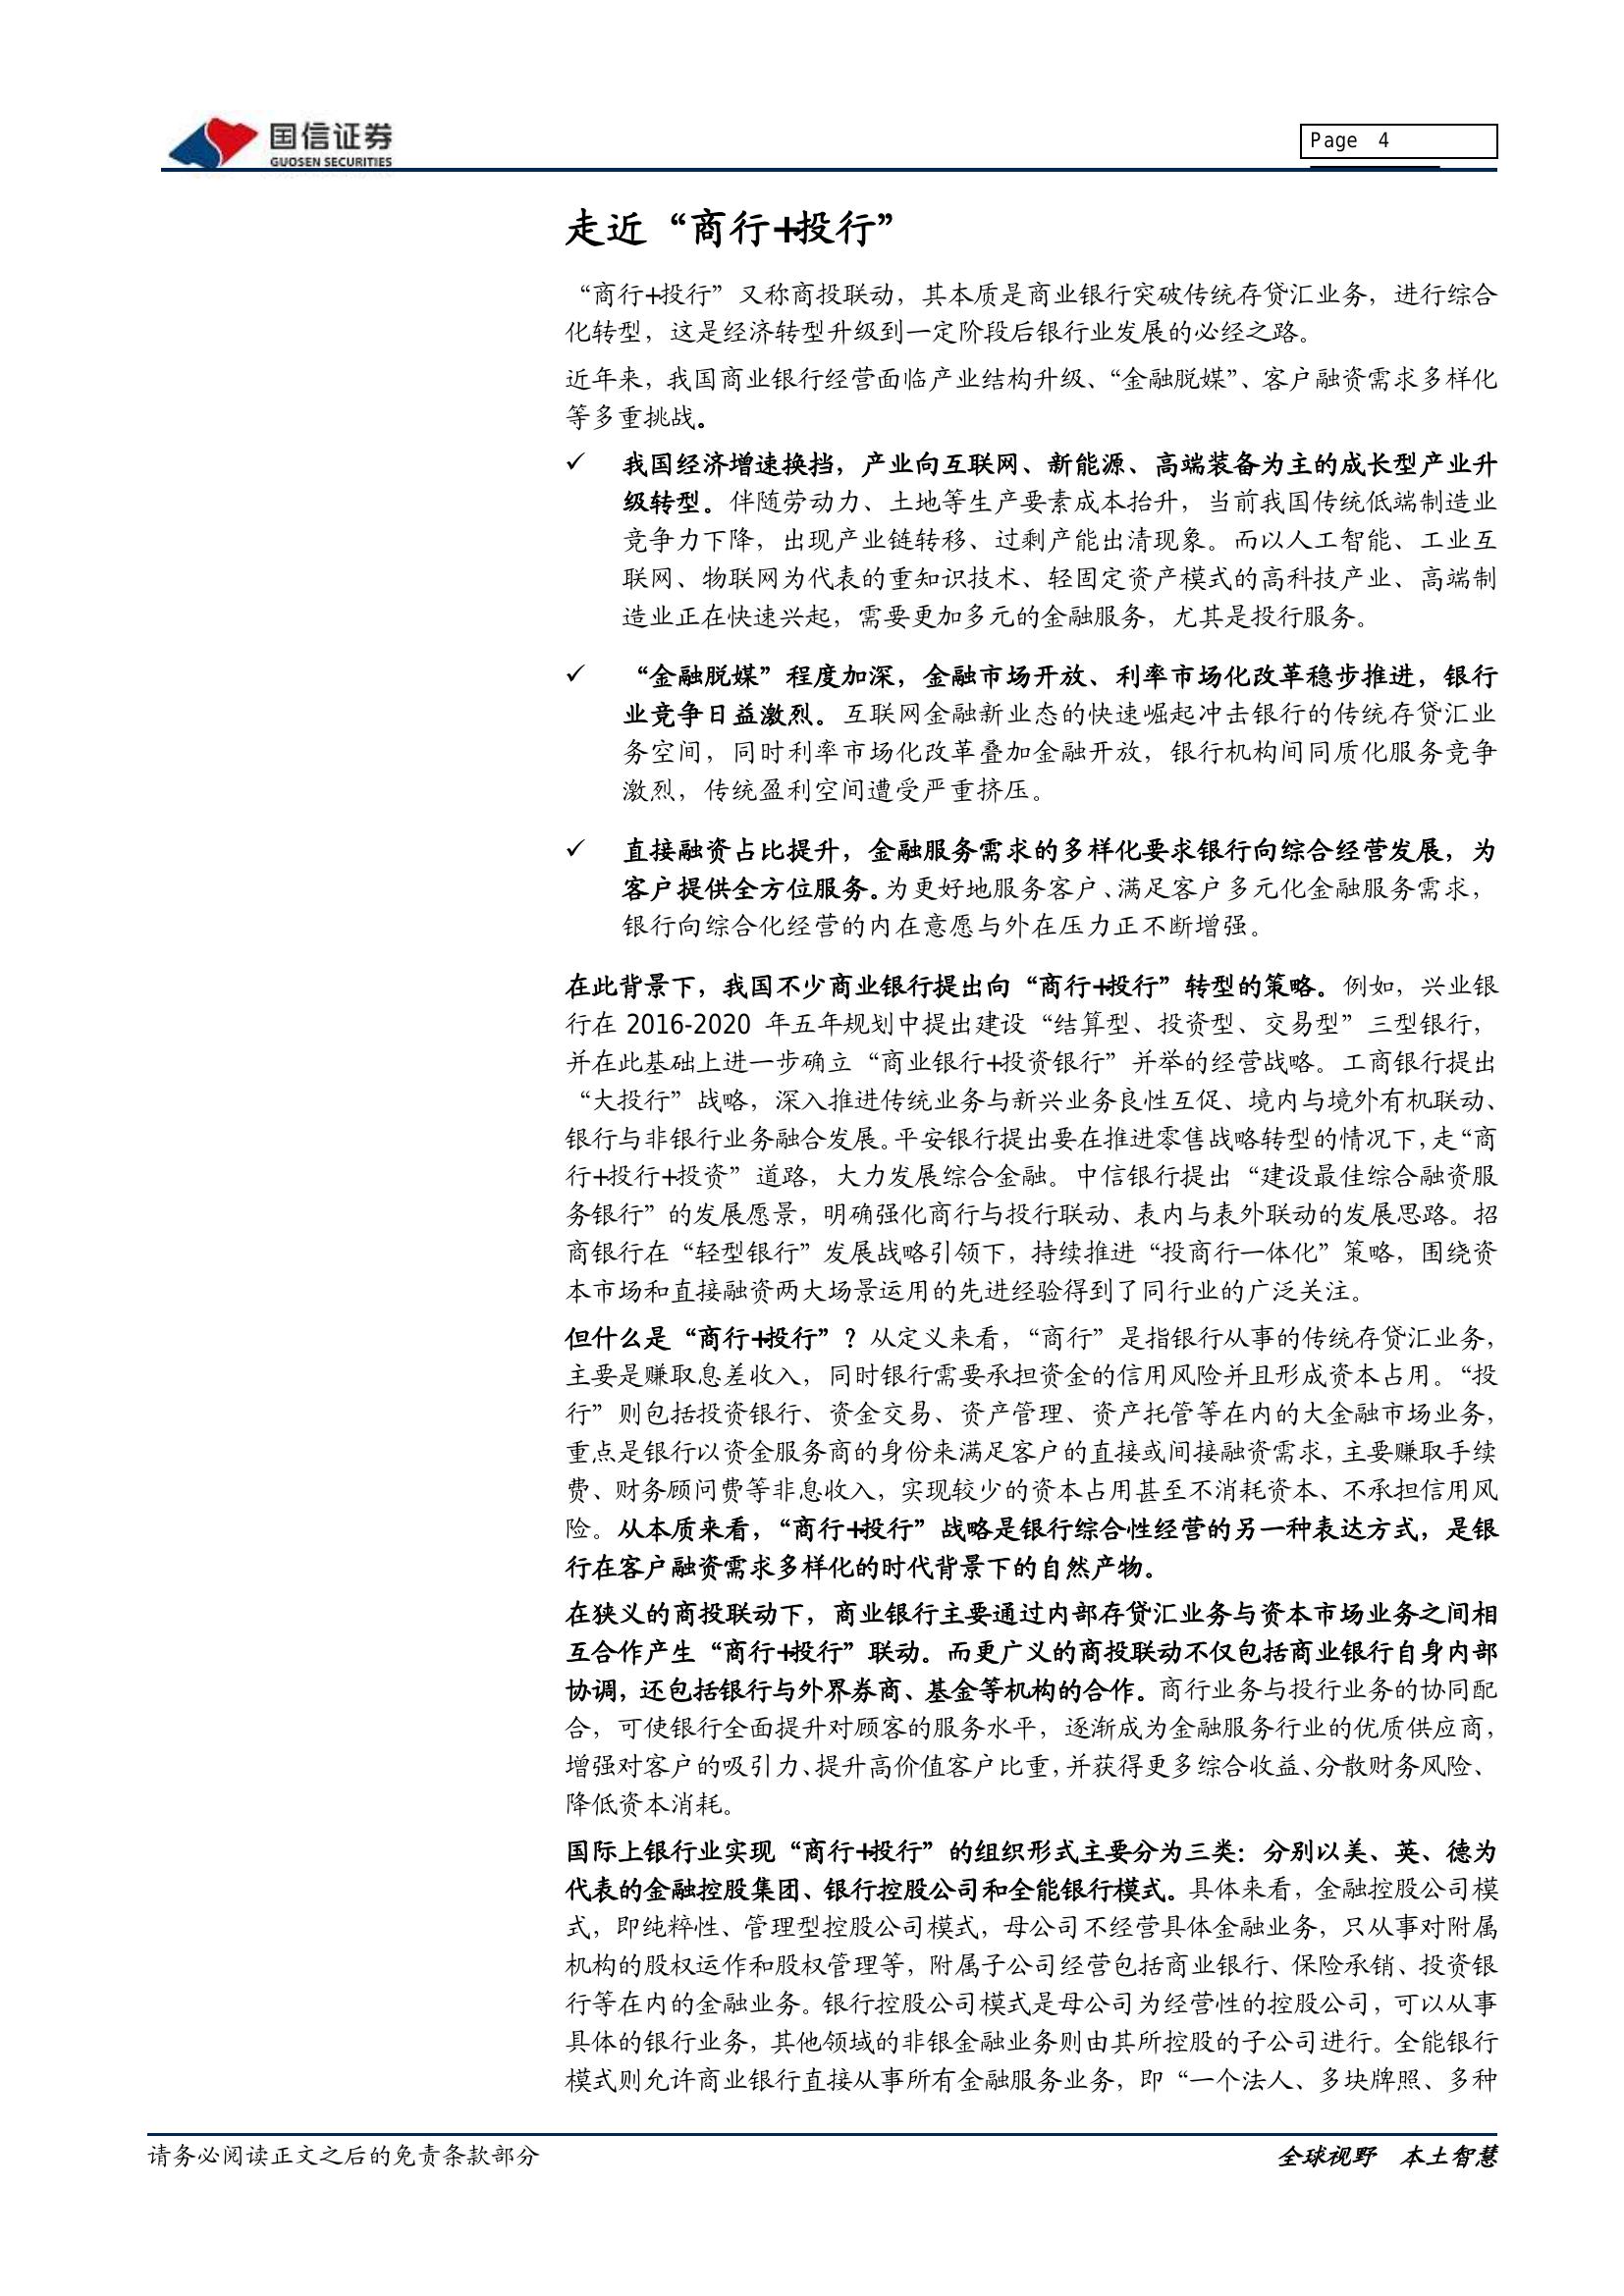 国信证券
GUOSEN SECURITIES
Page 4
走近“商行+投行”
“商行+投行”又称商投联动，其本质是商业银行突破传统存贷汇业务，进行综合
化转型，这是经济转型升级到一定阶段后银行业发展的必经之路。
近年来，我国商业银行经营面临产业结构升级、“金融脱媒”、客户融资需求多样化
等多重挑战。
✓ 我国经济增速换挡，产业向互联网、新能源、高端装备为主的成长型产业升
级转型。伴随劳动力、土地等生产要素成本抬升，当前我国传统低端制造业
竞争力下降，出现产业链转移、过剩产能出清现象。而以人工智能、工业互
联网、物联网为代表的重知识技术、轻固定资产模式的高科技产业、高端制
造业正在快速兴起，需要更加多元的金融服务，尤其是投行服务。
✓ “金融脱媒”程度加深，金融市场开放、利率市场化改革稳步推进，银行
业竞争日益激烈。互联网金融新业态的快速崛起冲击银行的传统存贷汇业
务空间，同时利率市场化改革叠加金融开放，银行机构间同质化服务竞争
激烈，传统盈利空间遭受严重挤压。
✓ 直接融资占比提升，金融服务需求的多样化要求银行向综合经营发展，为
客户提供全方位服务。为更好地服务客户、满足客户多元化金融服务需求，
银行向综合化经营的内在意愿与外在压力正不断增强。
在此背景下，我国不少商业银行提出向“商行+投行”转型的策略。例如，兴业银
行在 2016-2020 年五年规划中提出建设“结算型、投资型、交易型”三型银行，
并在此基础上进一步确立“商业银行+投资银行”并举的经营战略。工商银行提出
“大投行”战略，深入推进传统业务与新兴业务良性互促、境内与境外有机联动、
银行与非银行业务融合发展。平安银行提出要在推进零售战略转型的情况下，走“商
行+投行+投资”道路，大力发展综合金融。中信银行提出“建设最佳综合融资服
务银行”的发展愿景，明确强化商行与投行联动、表内与表外联动的发展思路。招
商银行在“轻型银行”发展战略引领下，持续推进“投商行一体化”策略，围绕资
本市场和直接融资两大场景运用的先进经验得到了同行业的广泛关注。
但什么是“商行+投行”？从定义来看，“商行”是指银行从事的传统存贷汇业务，
主要是赚取息差收入，同时银行需要承担资金的信用风险并且形成资本占用。“投
行”则包括投资银行、资金交易、资产管理、资产托管等在内的大金融市场业务，
重点是银行以资金服务商的身份来满足客户的直接或间接融资需求，主要赚取手续
费、财务顾问费等非息收入，实现较少的资本占用甚至不消耗资本、不承担信用风
险。从本质来看，“商行+投行”战略是银行综合性经营的另一种表达方式，是银
行在客户融资需求多样化的时代背景下的自然产物。
在狭义的商投联动下，商业银行主要通过内部存贷汇业务与资本市场业务之间相
互合作产生“商行+投行”联动。而更广义的商投联动不仅包括商业银行自身内部
协调，还包括银行与外界券商、基金等机构的合作。商行业务与投行业务的协同配
合，可使银行全面提升对顾客的服务水平，逐渐成为金融服务行业的优质供应商，
增强对客户的吸引力、提升高价值客户比重，并获得更多综合收益、分散财务风险、
降低资本消耗。
国际上银行业实现“商行+投行”的组织形式主要分为三类：分别以美、英、德为
代表的金融控股集团、银行控股公司和全能银行模式。具体来看，金融控股公司模
式，即纯粹性、管理型控股公司模式，母公司不经营具体金融业务，只从事对附属
机构的股权运作和股权管理等，附属子公司经营包括商业银行、保险承销、投资银
行等在内的金融业务。银行控股公司模式是母公司为经营性的控股公司，可以从事
具体的银行业务，其他领域的非银金融业务则由其所控股的子公司进行。全能银行
模式则允许商业银行直接从事所有金融服务业务，即“一个法人、多块牌照、多种
请务必阅读正文之后的免责条款部分
全球视野 本土智慧